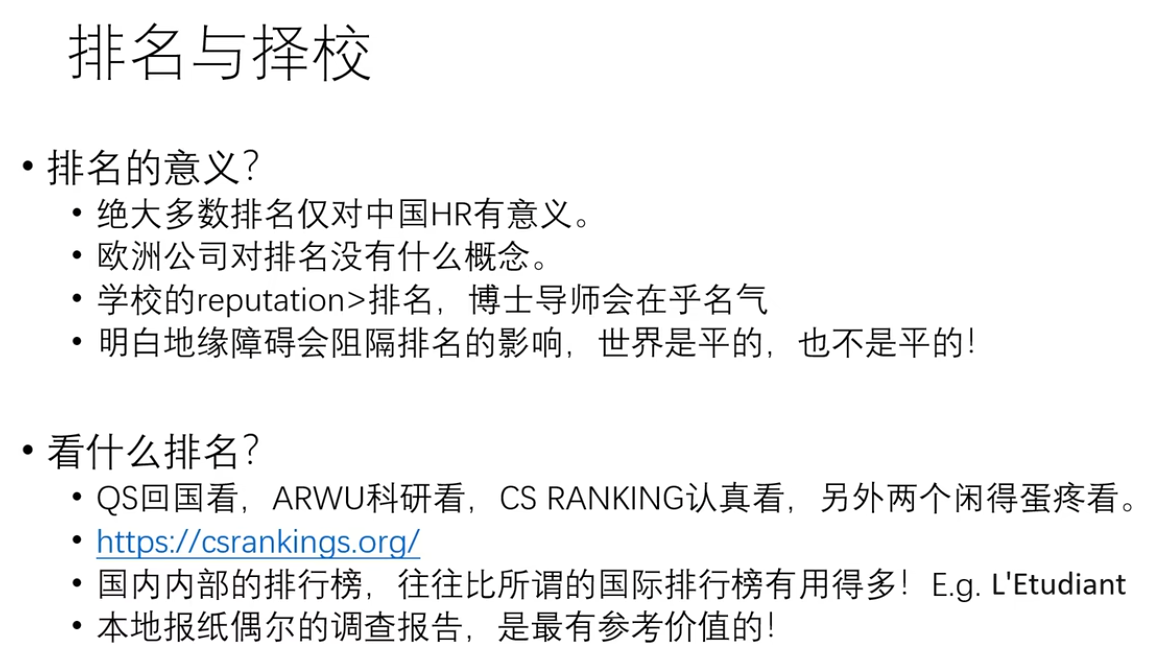 排名与择校
• 排名的意义?
• 绝大多数排名仅对中国HR有意义。
• 欧洲公司对排名没有什么概念。
• 学校的reputation>排名，博士导师会在乎名气
• 明白地缘障碍会阻隔排名的影响，世界是平的，也不是平的!
• 看什么排名?
• QS回国看，ARWU科研看，CS RANKING认真看，另外两个闲得蛋疼看。
• https://csrankings.org/
• 国内内部的排行榜，往往比所谓的国际排行榜有用得多！E.g. L'Etudiant
• 本地报纸偶尔的调查报告，是最有参考价值的!